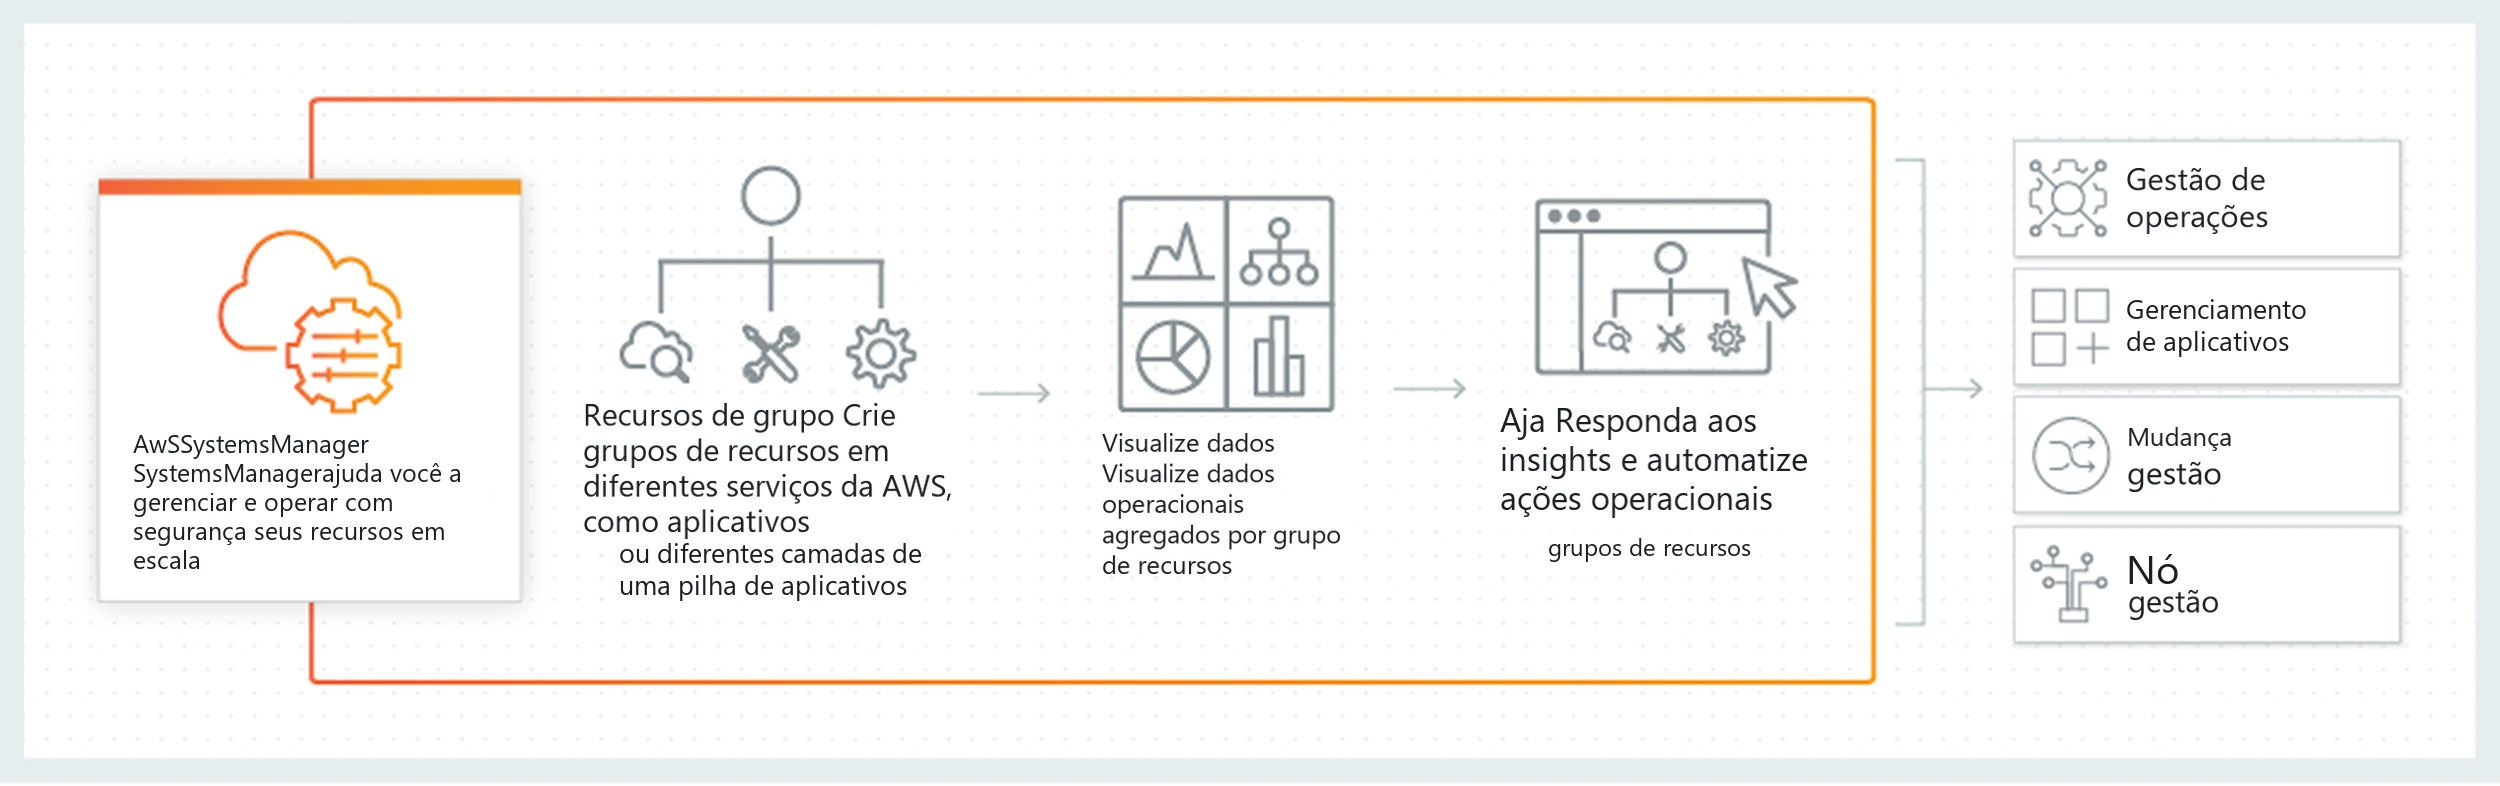 AwSSystemsManager
SystemsManagerajuda você a
gerenciar e operar com
segurança seus recursos em
escala
Recursos de grupo Crie
grupos de recursos em
diferentes serviços da AWS,
como aplicativos
ou diferentes camadas de
uma pilha de aplicativos
Visualize dados
Visualize dados
operacionais
agregados por grupo
de recursos
Aja Responda aos
insights e automatize
ações operacionais
grupos de recursos
Gestão de
operações
Gerenciamento
de aplicativos
Mudança
gestão
Nó
gestão